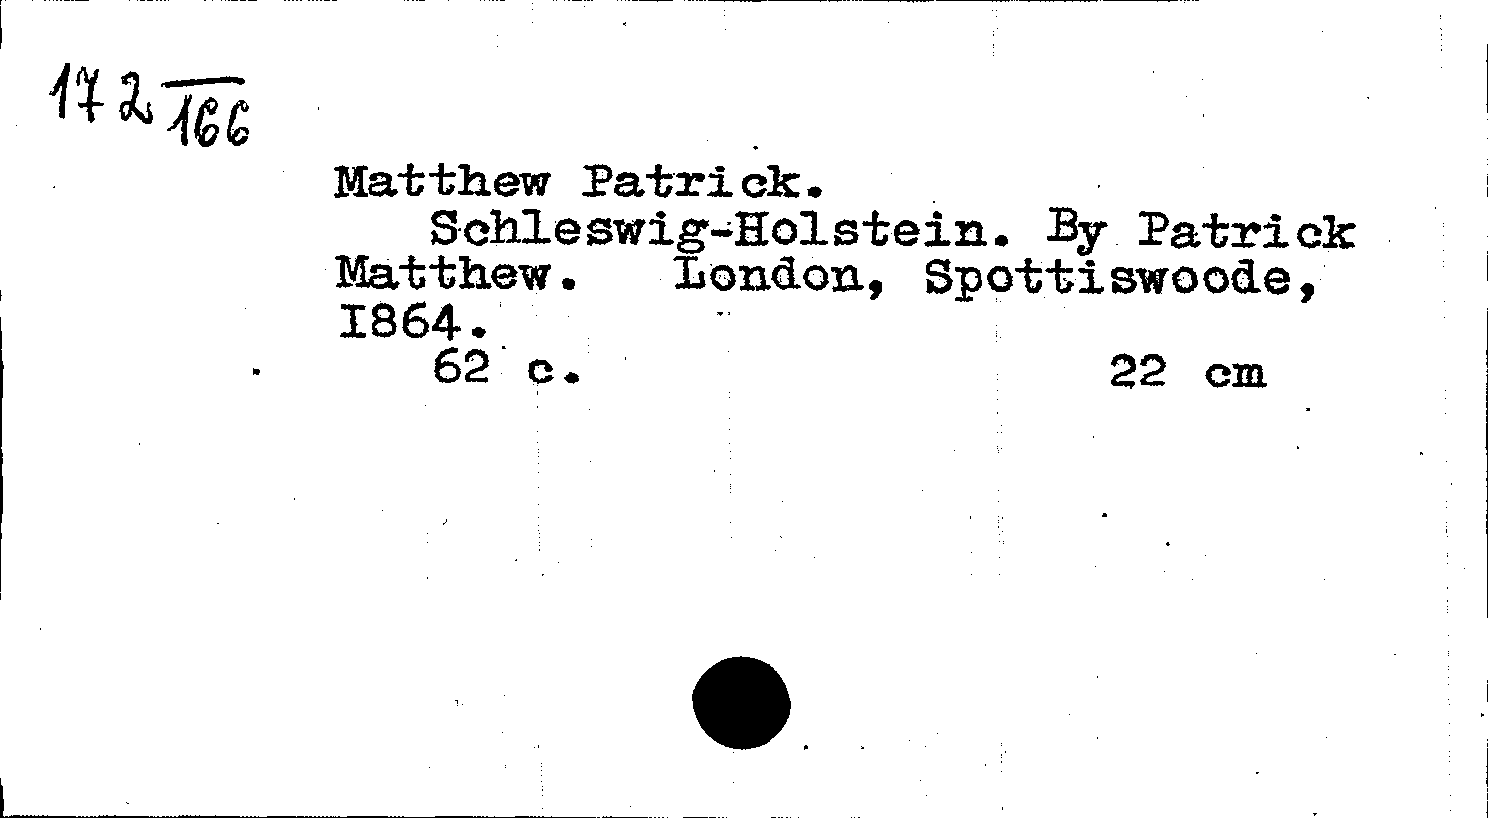 172 166
Matthew Patrick.
Schleswig-Holstein. By Patrick
Matthew. London, Spottiswoode,
I864.
62 c. 22 cm